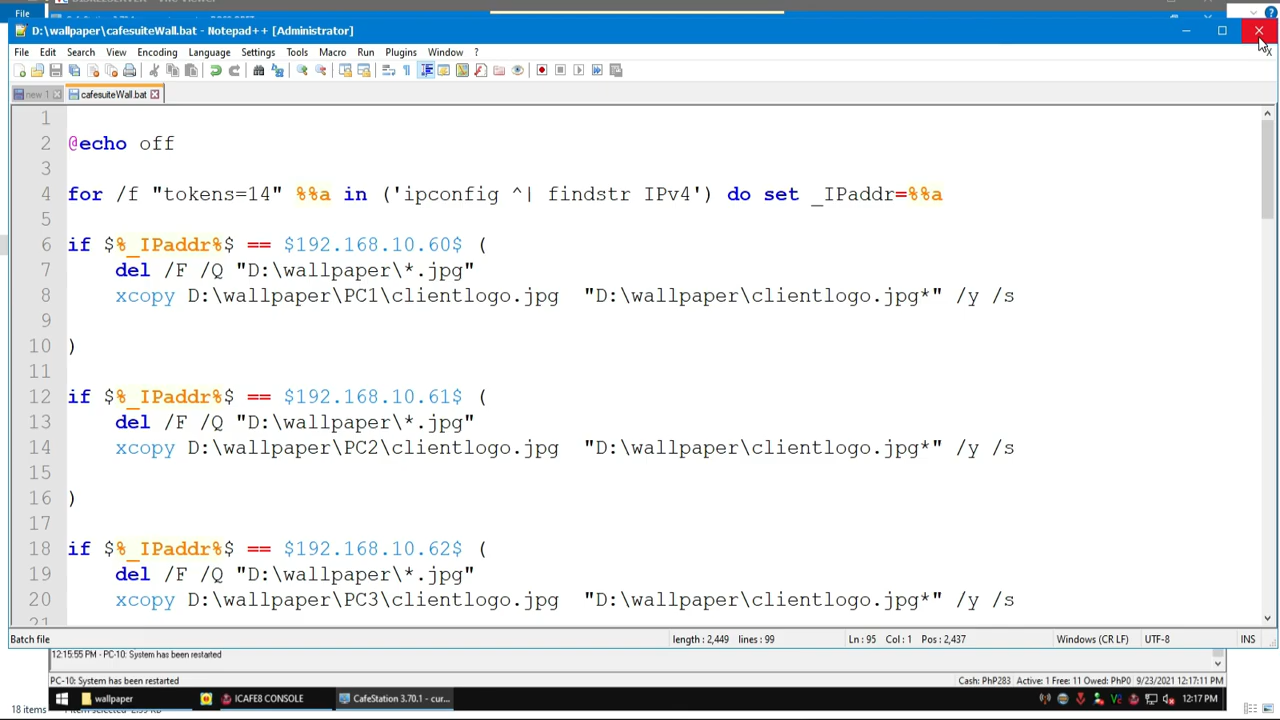 File
D:\wallpaper\cafesuiteWall.bat - Notepad++ [Administrator]
File Edit Search View Encoding Language Settings Tools Macro Run Plugins Window ?
new 1 cafesuiteWall.bat
1
2 @echo off
3
4 for /f "tokens=14" %%a in ('ipconfig ^| findstr IPv4') do set _IPaddr=%%a
5
6 if $%_IPaddr%$ == $192.168.10.60$ (
7 del /F /Q "D:\wallpaper\*.jpg"
8 xcopy D:\wallpaper\PC1\clientlogo.jpg "D:\wallpaper\clientlogo.jpg*" /y /s
9
10 )
11
12 if $%_IPaddr%$ == $192.168.10.61$ (
13 del /F /Q "D:\wallpaper\*.jpg"
14 xcopy D:\wallpaper\PC2\clientlogo.jpg "D:\wallpaper\clientlogo.jpg*" /y /s
15
16 )
17
18 if $%_IPaddr%$ == $192.168.10.62$ (
19 del /F /Q "D:\wallpaper\*.jpg"
20 xcopy D:\wallpaper\PC3\clientlogo.jpg "D:\wallpaper\clientlogo.jpg*" /y /s
Batch file length : 2,449 lines : 99 Ln : 95 Col : 1 Pos : 2,437 Windows (CR LF) UTF-8 INS
12:15:55 PM - PC-10: System has been restarted
PC-10: System has been restarted Cash: PhP283 Active: 1 Free: 11 Owed: PhP0 9/23/2021 12:17:11 PM
wallpaper ICAFE8 CONSOLE CafeStation 3.70.1 - cur... 12:17 PM
18 items